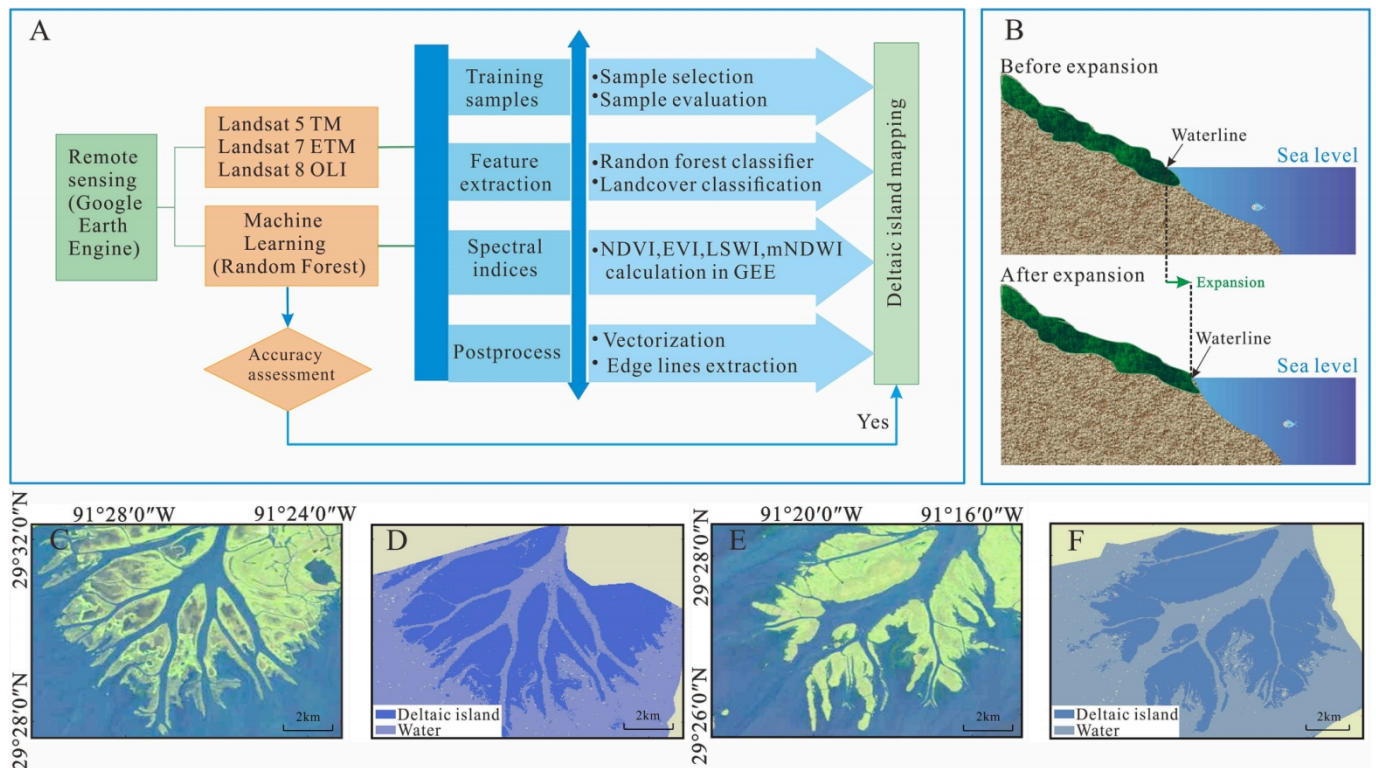 A
Remote
sensing
(Google
Earth
Engine)
Landsat 5 TM
Landsat 7 ETM
Landsat 8 OLI
Machine
Learning
(Random Forest)
Accuracy
assessment
Training
samples
•Sample selection
•Sample evaluation
Feature
extraction
•Randon forest classifier
•Landcover classification
Spectral
indices
•NDVI,EVI,LSWI,mNDWI
calculation in GEE
Postprocess
• Vectorization
• Edge lines extraction
Deltaic island mapping
Yes
B
Before expansion
Waterline
Sea level
Expansion
After expansion
Waterline
Sea level
91°28'0"W 91°24'0"W
29°32'0"N
29°28'0"N
C
2km
D
Deltaic island
Water
2km
91°20'0"W 91°16'0"W
29°28'0"N
29°26'0"N
E
2km
F
Deltaic island
Water
2km